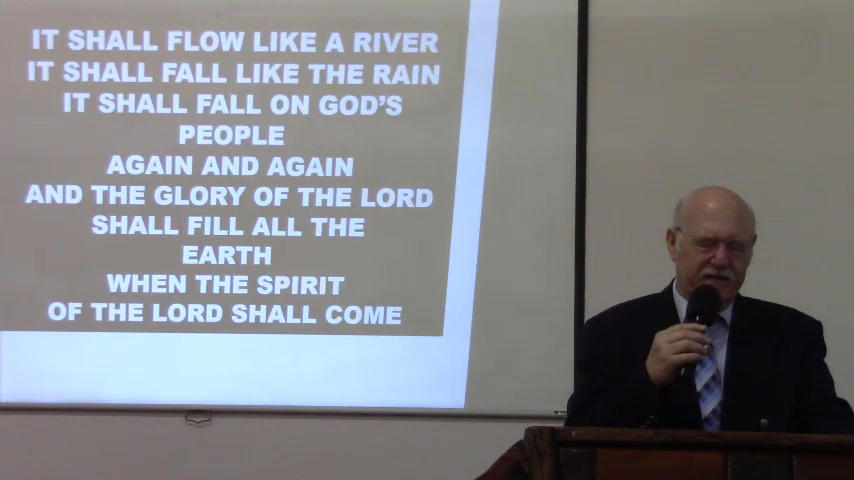 IT SHALL FLOW LIKE A RIVER
IT SHALL FALL LIKE THE RAIN
IT SHALL FALL ON GOD'S
PEOPLE
AGAIN AND AGAIN
AND THE GLORY OF THE LORD
SHALL FILL ALL THE
EARTH
WHEN THE SPIRIT
OF THE LORD SHALL COME